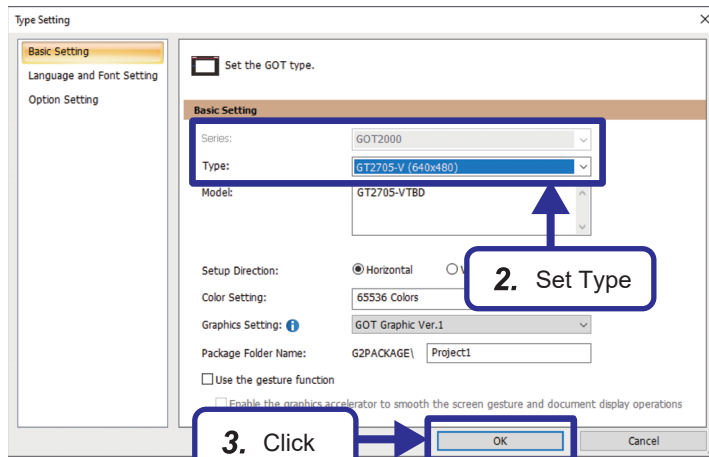 Type Setting
Basic Setting
Language and Font Setting
Option Setting
Set the GOT type.
Basic Setting
Series: GOT2000
Type: GT2705-V (640x480)
Model: GT2705-VTBD
Setup Direction: Horizontal
2. Set Type
Color Setting: 65536 Colors
Graphics Setting: GOT Graphic Ver.1
Package Folder Name: G2PACKAGE\ Project1
Use the gesture function
Enable the graphics accelerator to smooth the screen gesture and document display operations
3. Click
OK Cancel